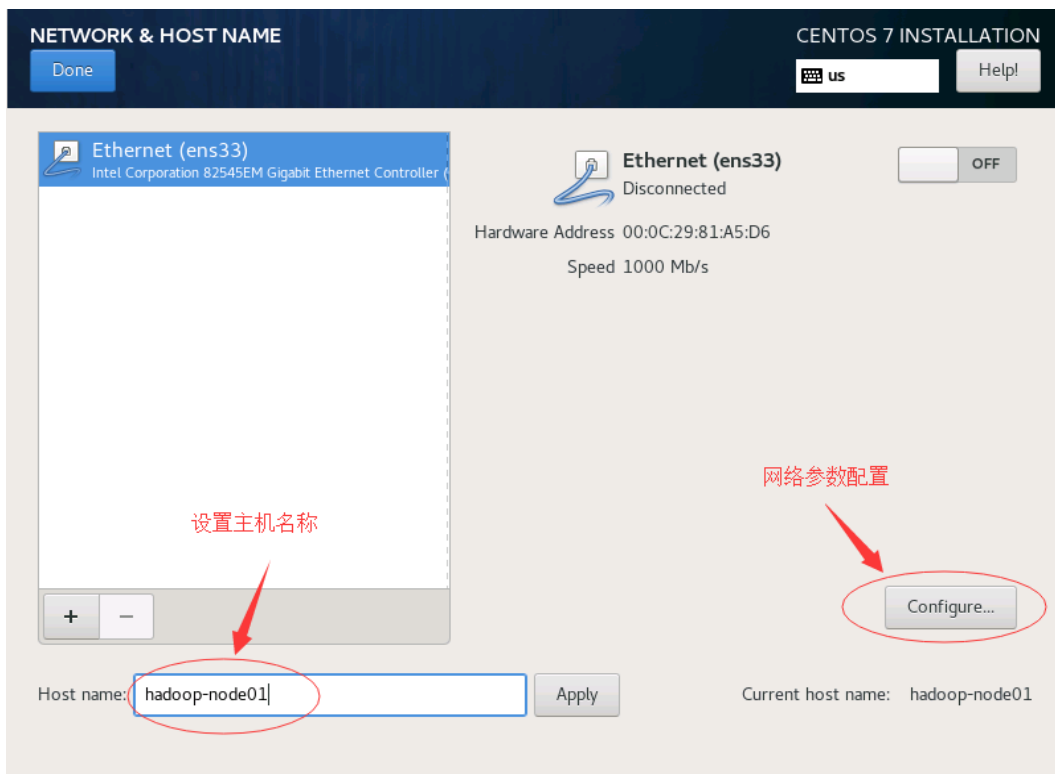 NETWORK & HOST NAME
CENTOS 7 INSTALLATION
Done
us
Help!
Ethernet (ens33)
Intel Corporation 82545EM Gigabit Ethernet Controller (
Ethernet (ens33)
OFF
Disconnected
Hardware Address 00:0C:29:81:A5:D6
Speed 1000 Mb/s
网络参数配置
设置主机名称
+ −
Configure...
Host name: hadoop-node01
Apply
Current host name: hadoop-node01